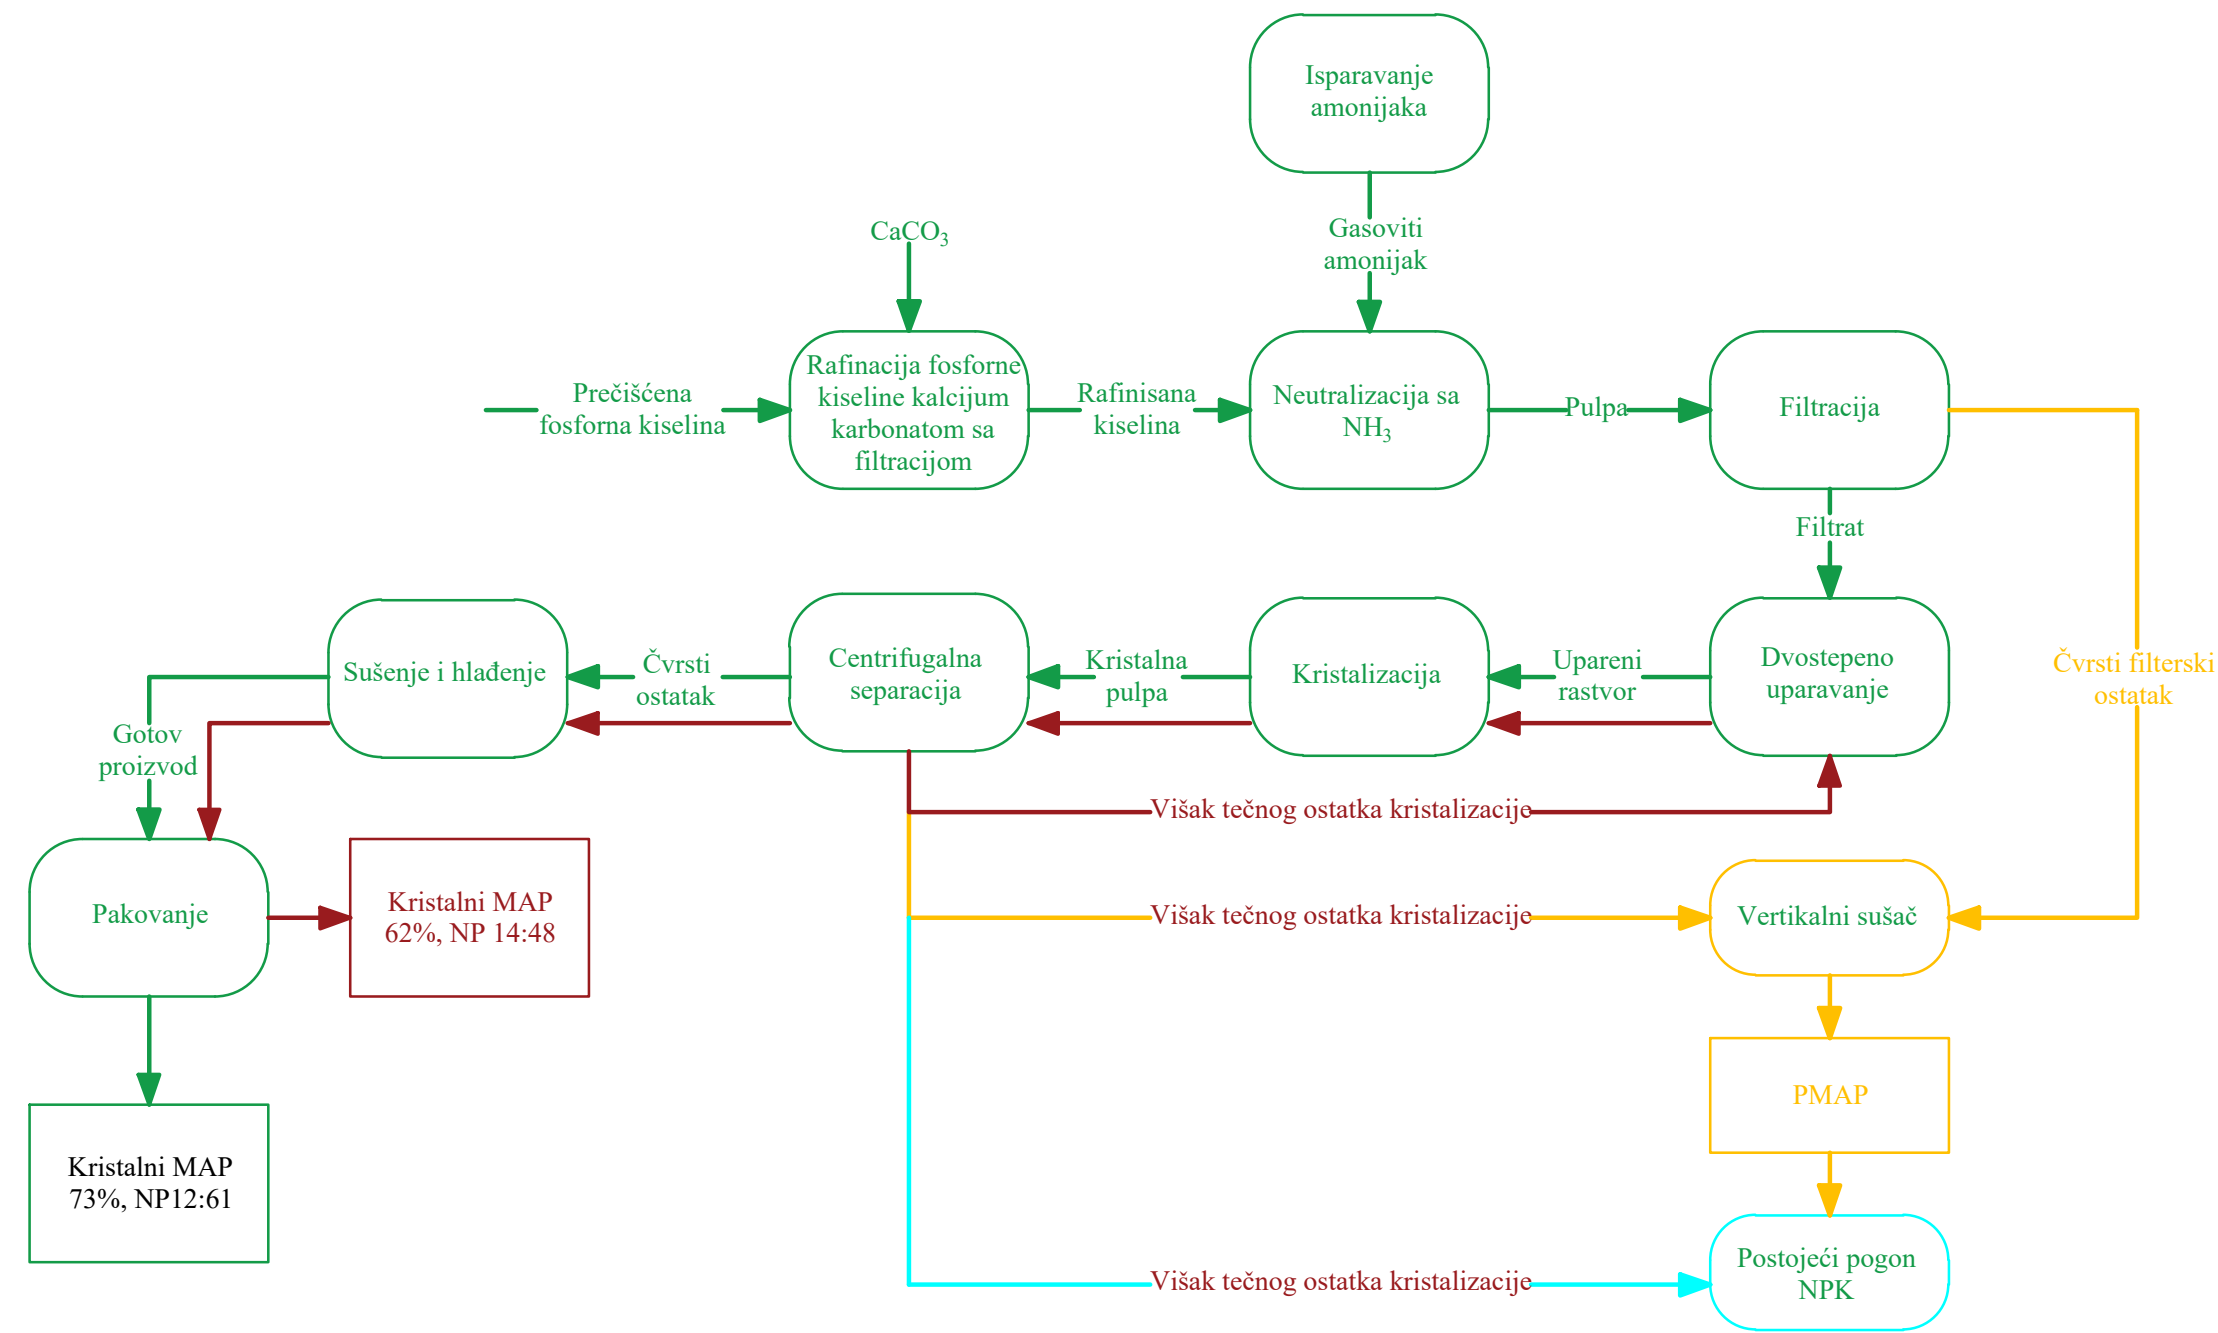 Isparavanje
amonijaka
CaCO₃
Gasoviti
amonijak
Prečišćena
fosforna kiselina
Rafinacija fosforne
kiseline kalcijum
karbonatom sa
filtracijom
Rafinisana
kiselina
Neutralizacija sa
NH₃
Pulpa
Filtracija
Filtrat
Čvrsti filterski
ostatak
Dvostepeno
uparavanje
Upareni
rastvor
Kristalizacija
Kristalna
pulpa
Centrifugalna
separacija
Čvrsti
ostatak
Sušenje i hlađenje
Gotov
proizvod
Višak tečnog ostatka kristalizacije
Pakovanje
Kristalni MAP
62%, NP 14:48
Višak tečnog ostatka kristalizacije
Vertikalni sušač
PMAP
Kristalni MAP
73%, NP12:61
Višak tečnog ostatka kristalizacije
Postojeći pogon
NPK